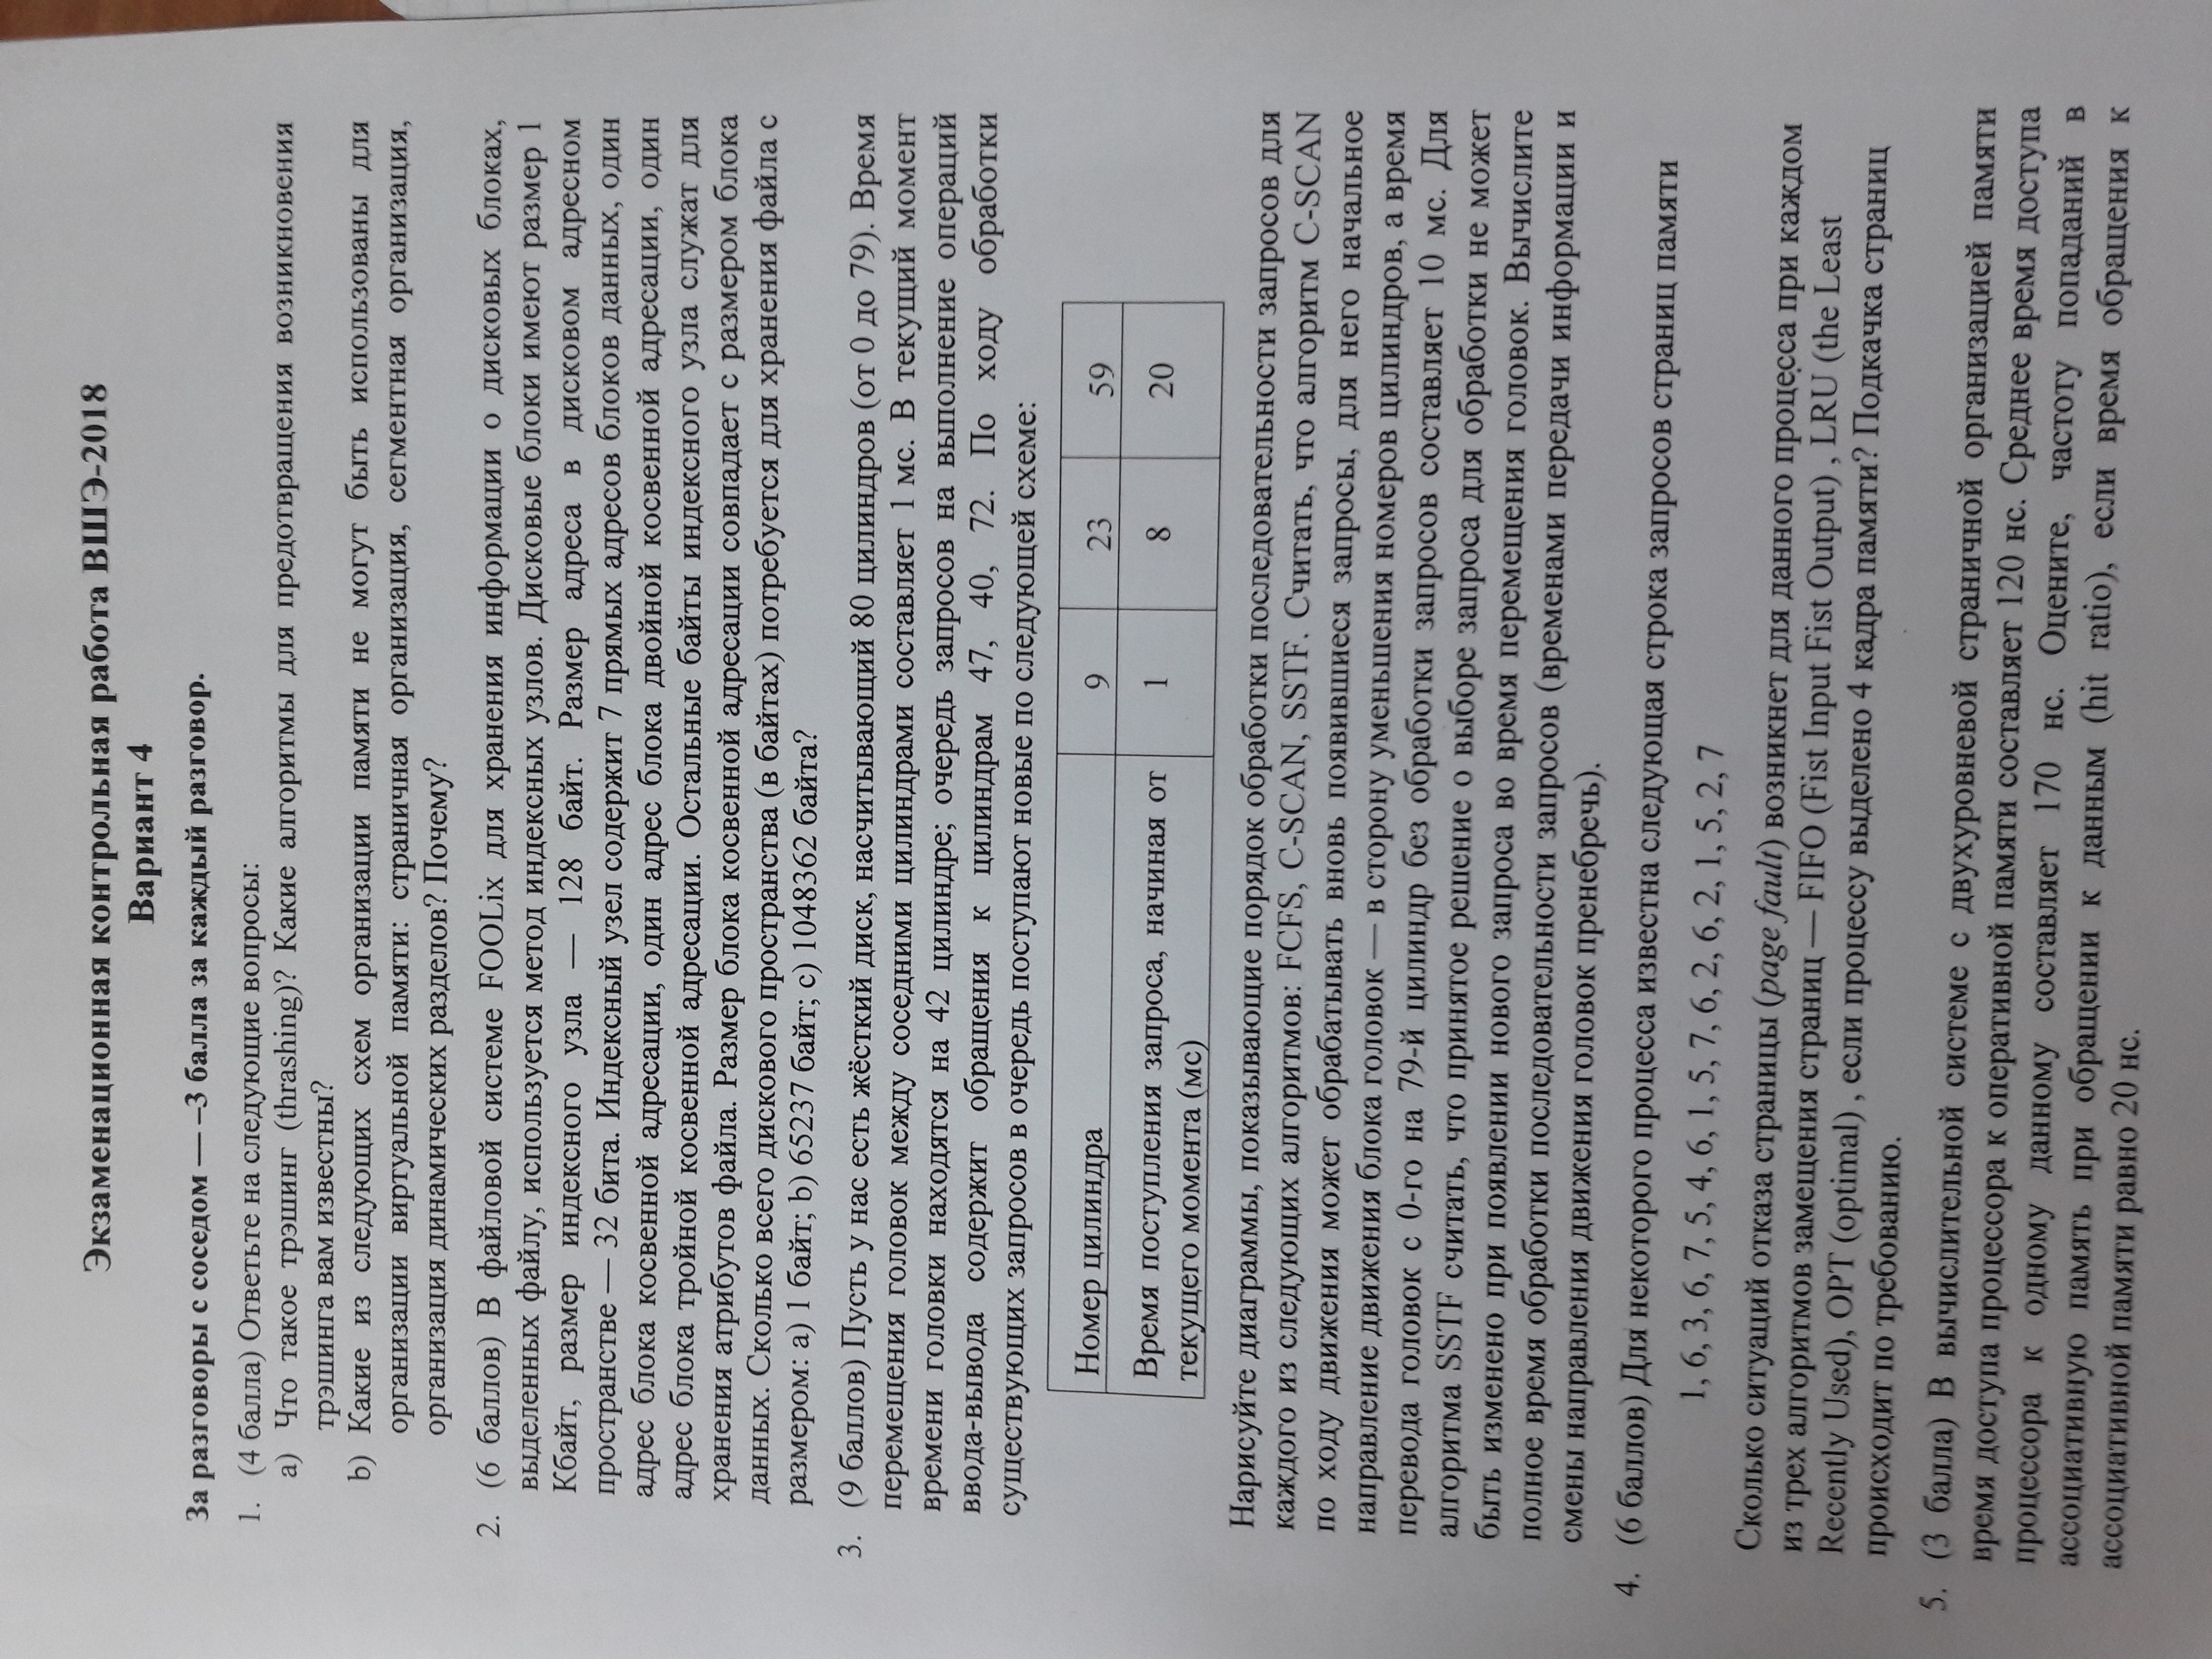 Экзаменационная контрольная работа ВШЭ-2018
Вариант 4
За разговоры с соседом — –3 балла за каждый разговор.
1. (4 балла) Ответьте на следующие вопросы:
a) Что такое трэшинг (thrashing)? Какие алгоритмы для предотвращения возникновения
трэшинга вам известны?
b) Какие из следующих схем организации памяти не могут быть использованы для
организации виртуальной памяти: страничная организация, сегментная организация,
организация динамических разделов? Почему?
2. (6 баллов) В файловой системе FOOLix для хранения информации о дисковых блоках,
выделенных файлу, используется метод индексных узлов. Дисковые блоки имеют размер 1
Кбайт, размер индексного узла — 128 байт. Размер адреса в дисковом адресном
пространстве — 32 бита. Индексный узел содержит 7 прямых адресов блоков данных, один
адрес блока косвенной адресации, один адрес блока двойной косвенной адресации, один
адрес блока тройной косвенной адресации. Остальные байты индексного узла служат для
хранения атрибутов файла. Размер блока косвенной адресации совпадает с размером блока
данных. Сколько всего дискового пространства (в байтах) потребуется для хранения файла с
размером: a) 1 байт; b) 65237 байт; c) 1048362 байта?
3. (9 баллов) Пусть у нас есть жёсткий диск, насчитывающий 80 цилиндров (от 0 до 79). Время
перемещения головок между соседними цилиндрами составляет 1 мс. В текущий момент
времени головки находятся на 42 цилиндре; очередь запросов на выполнение операций
ввода-вывода содержит обращения к цилиндрам 47, 40, 72. По ходу обработки
существующих запросов в очередь поступают новые по следующей схеме:
Номер цилиндра 9 23 59
Время поступления запроса, начиная от 1 8 20
текущего момента (мс)
Нарисуйте диаграммы, показывающие порядок обработки последовательности запросов для
каждого из следующих алгоритмов: FCFS, C-SCAN, SSTF. Считать, что алгоритм C-SCAN
по ходу движения может обрабатывать вновь появившиеся запросы, для него начальное
направление движения блока головок — в сторону уменьшения номеров цилиндров, а время
перевода головок с 0-го на 79-й цилиндр без обработки запросов составляет 10 мс. Для
алгоритма SSTF считать, что принятое решение о выборе запроса для обработки не может
быть изменено при появлении нового запроса во время перемещения головок. Вычислите
полное время обработки последовательности запросов (временами передачи информации и
смены направления движения головок пренебречь).
4. (6 баллов) Для некоторого процесса известна следующая строка запросов страниц памяти
1, 6, 3, 6, 7, 5, 4, 6, 1, 5, 7, 6, 2, 6, 2, 1, 5, 2, 7
Сколько ситуаций отказа страницы (page fault) возникнет для данного процесса при каждом
из трех алгоритмов замещения страниц — FIFO (Fist Input Fist Output) , LRU (the Least
Recently Used), OPT (optimal) , если процессу выделено 4 кадра памяти? Подкачка страниц
происходит по требованию.
5. (3 балла) В вычислительной системе с двухуровневой страничной организацией памяти
время доступа процессора к оперативной памяти составляет 120 нс. Среднее время доступа
процессора к одному данному составляет 170 нс. Оцените, частоту попаданий в
ассоциативную память при обращении к данным (hit ratio), если время обращения к
ассоциативной памяти равно 20 нс.